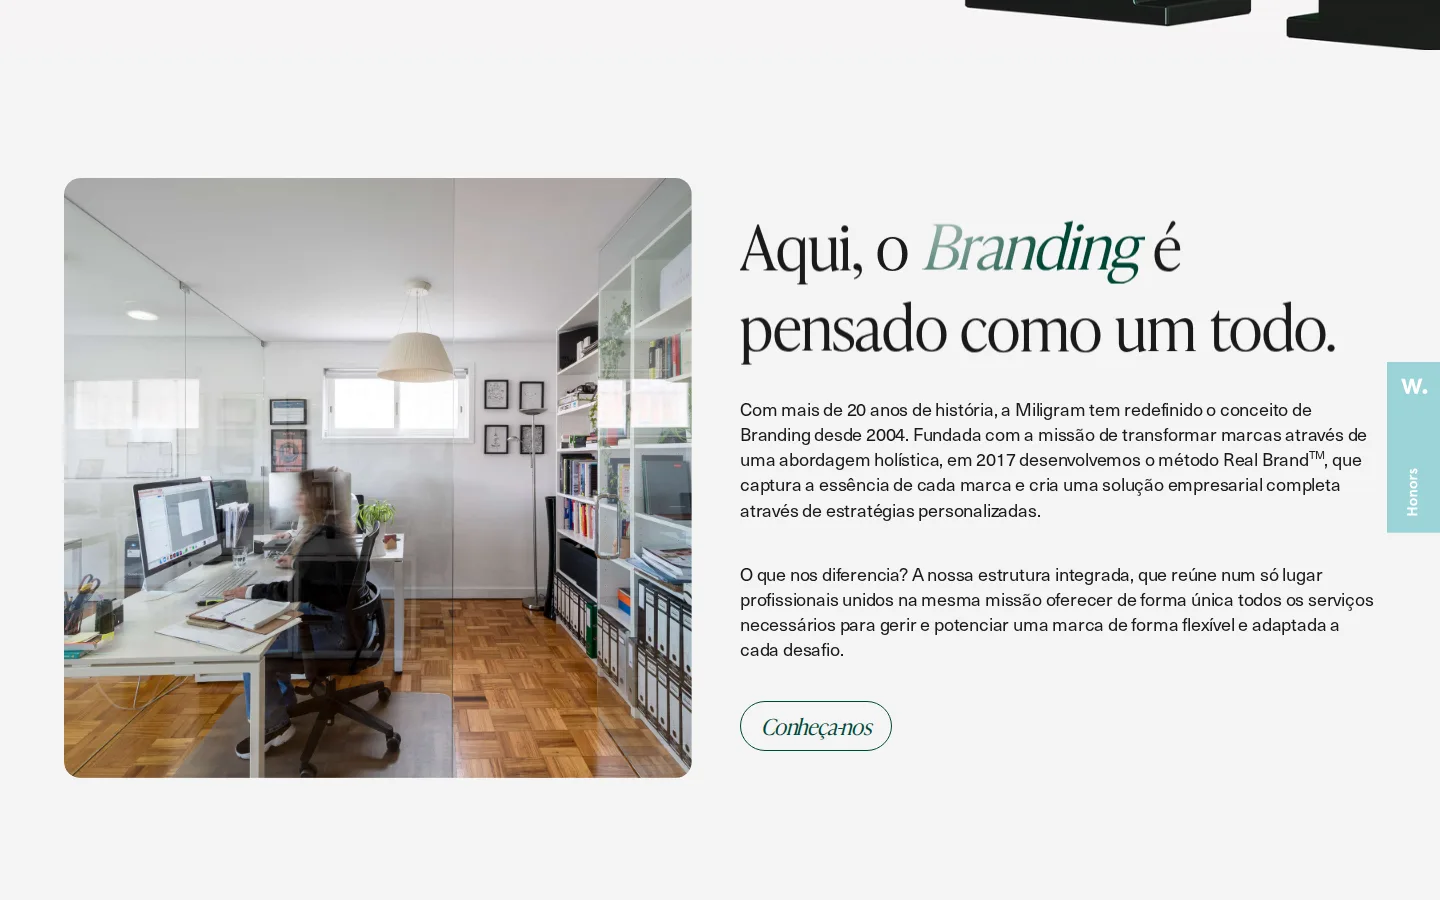 Aqui, o Branding é
pensado como um todo.
Com mais de 20 anos de história, a Miligram tem redefinido o conceito de
Branding desde 2004. Fundada com a missão de transformar marcas através de
uma abordagem holística, em 2017 desenvolvemos o método Real Brand™, que
captura a essência de cada marca e cria uma solução empresarial completa
através de estratégias personalizadas.
O que nos diferencia? A nossa estrutura integrada, que reúne num só lugar
profissionais unidos na mesma missão oferecer de forma única todos os serviços
necessários para gerir e potenciar uma marca de forma flexível e adaptada a
cada desafio.
Conheça-nos
W.
Honors